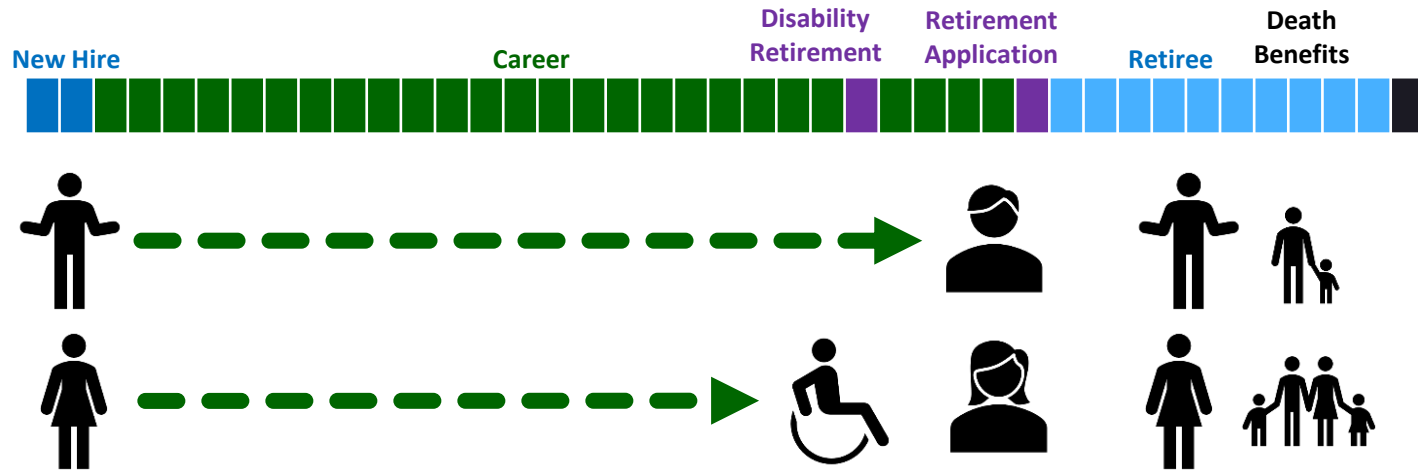 New Hire
Career
Disability
Retirement
Retirement
Application
Retiree
Death
Benefits